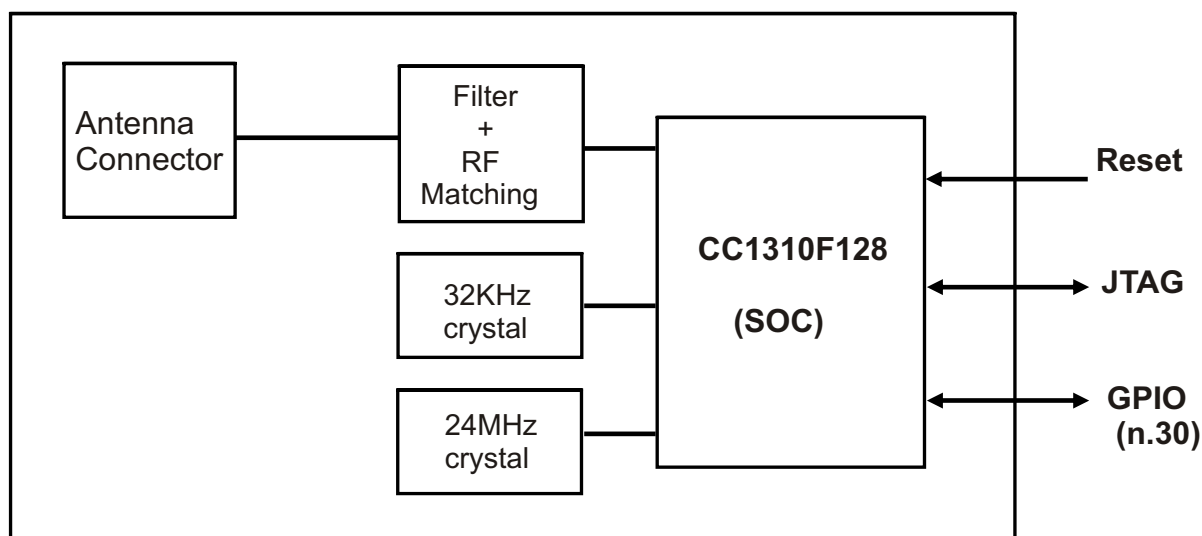 Antenna
Connector
Filter
+
RF
Matching
32KHz
crystal
24MHz
crystal
CC1310F128
(SOC)
Reset
JTAG
GPIO
(n.30)